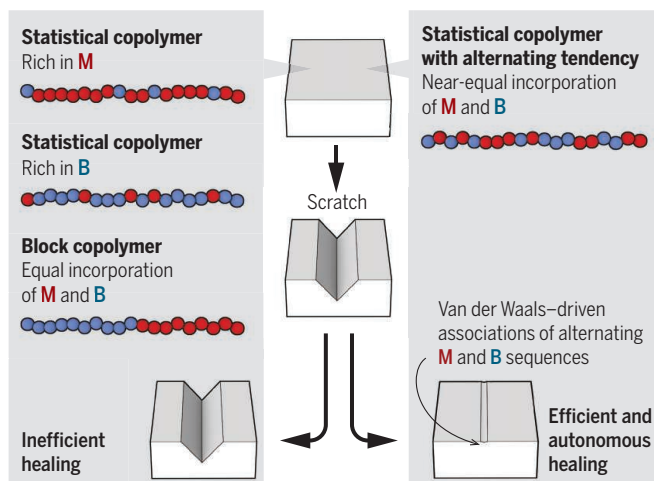 Statistical copolymer
Rich in M
Statistical copolymer
Rich in B
Block copolymer
Equal incorporation
of M and B
Inefficient
healing
Scratch
Statistical copolymer
with alternating tendency
Near-equal incorporation
of M and B
Van der Waals–driven
associations of alternating
M and B sequences
Efficient and
autonomous
healing